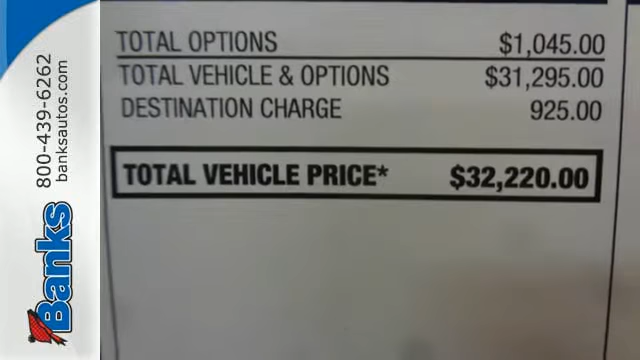 TOTAL OPTIONS $1,045.00
TOTAL VEHICLE & OPTIONS $31,295.00
DESTINATION CHARGE 925.00
TOTAL VEHICLE PRICE* $32,220.00
800-439-6262
banksautos.com
Banks